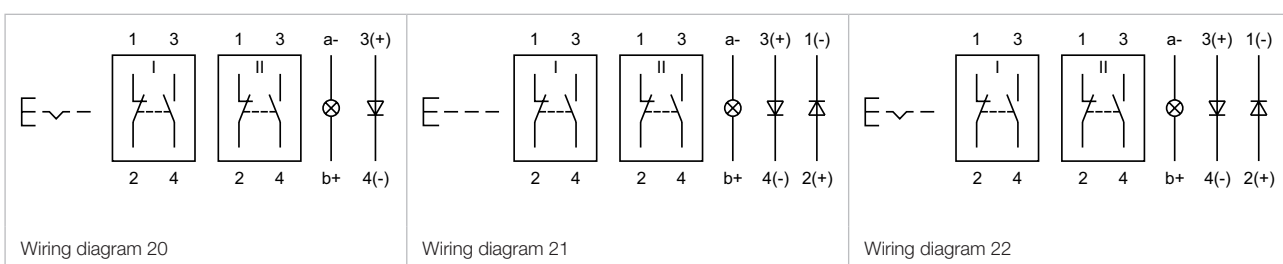 1 3 1 3 a- 3(+)
I II
2 4 2 4 b+ 4(-)
Wiring diagram 20
1 3 1 3 a- 3(+) 1(-)
I II
2 4 2 4 b+ 4(-) 2(+)
Wiring diagram 21
1 3 1 3 a- 3(+) 1(-)
I II
2 4 2 4 b+ 4(-) 2(+)
Wiring diagram 22